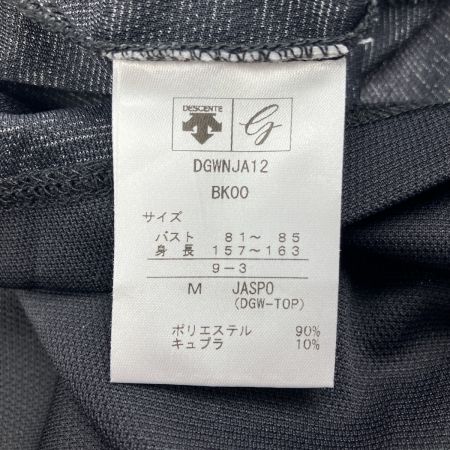 DESCENTE
G
DGWNJA12
BK00
サイズ
バスト 81～ 85
身 長 157～163
9－3
M JASPO
(DGW-TOP)
ポリエステル 90%
キュプラ 10%